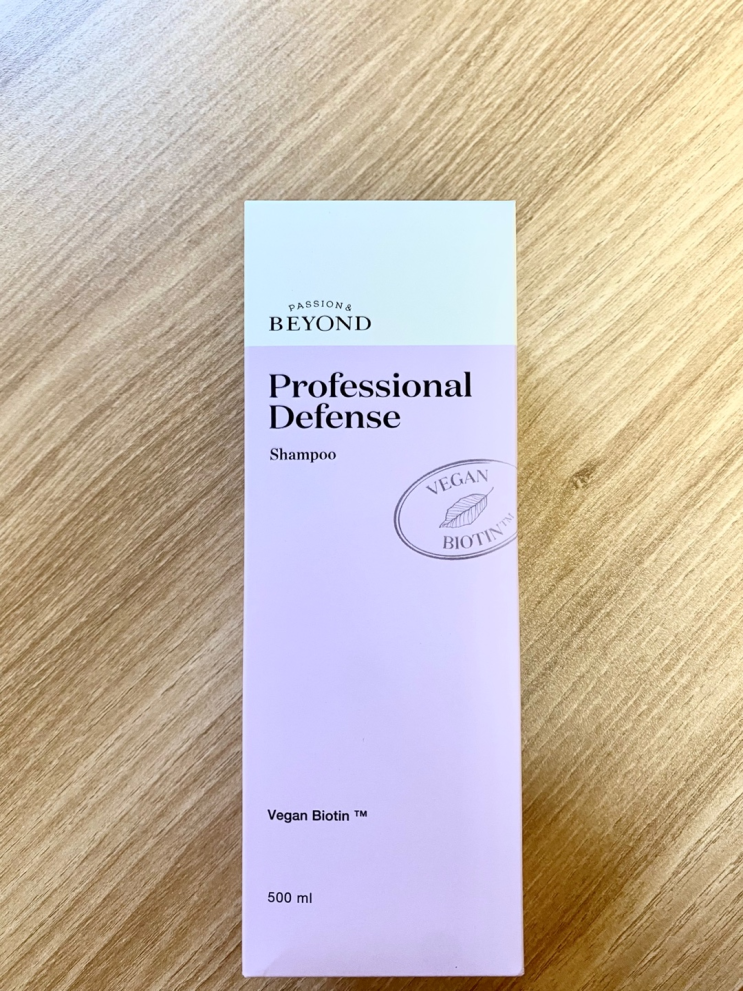 PASSION &
BEYOND
Professional
Defense
Shampoo
VEGAN
BIOTIN™
Vegan Biotin ™
500 ml